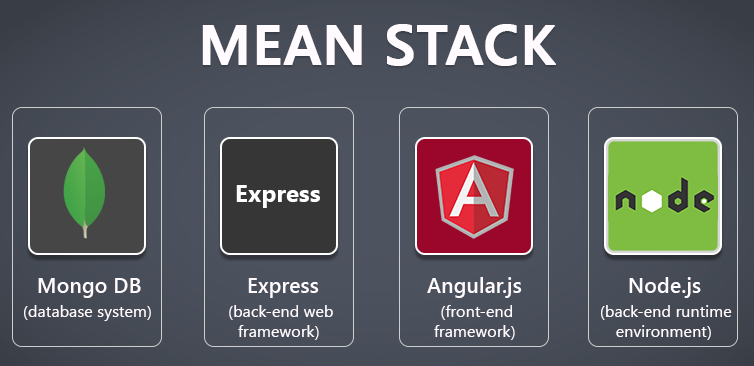 MEAN STACK
Express
node
Mongo DB
(database system)
Express
(back-end web
framework)
Angular.js
(front-end
framework)
Node.js
(back-end runtime
environment)